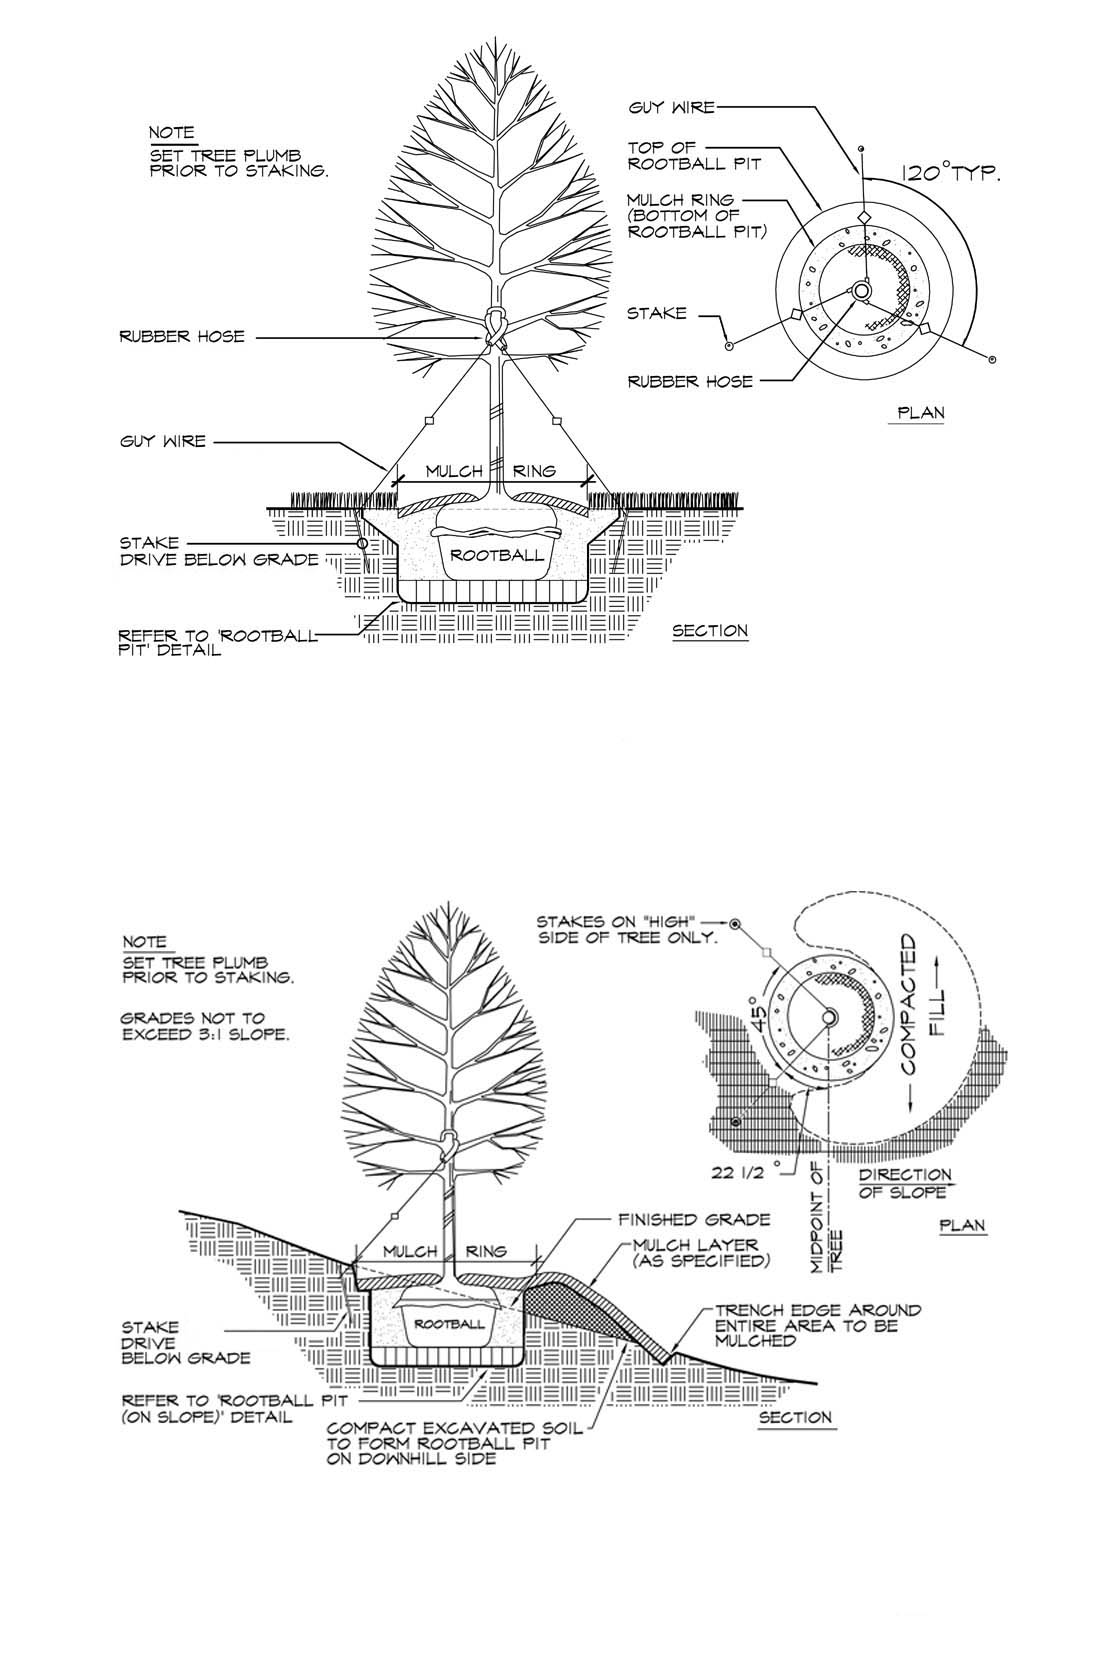 NOTE
SET TREE PLUMB
PRIOR TO STAKING.
GUY WIRE
TOP OF
ROOTBALL PIT
MULCH RING
(BOTTOM OF
ROOTBALL PIT)
120° TYP.
STAKE
RUBBER HOSE
PLAN
RUBBER HOSE
GUY WIRE
MULCH RING
STAKE
DRIVE BELOW GRADE
ROOTBALL
REFER TO 'ROOTBALL
PIT' DETAIL
SECTION
NOTE
SET TREE PLUMB
PRIOR TO STAKING.
GRADES NOT TO
EXCEED 3:1 SLOPE.
STAKES ON "HIGH"
SIDE OF TREE ONLY.
45°
COMPACTED
FILL
22 1/2 °
MIDPOINT OF
TREE
DIRECTION
OF SLOPE
PLAN
FINISHED GRADE
MULCH RING
MULCH LAYER
(AS SPECIFIED)
TRENCH EDGE AROUND
ENTIRE AREA TO BE
MULCHED
ROOTBALL
STAKE
DRIVE
BELOW GRADE
REFER TO 'ROOTBALL PIT
(ON SLOPE)' DETAIL
COMPACT EXCAVATED SOIL
TO FORM ROOTBALL PIT
ON DOWNHILL SIDE
SECTION